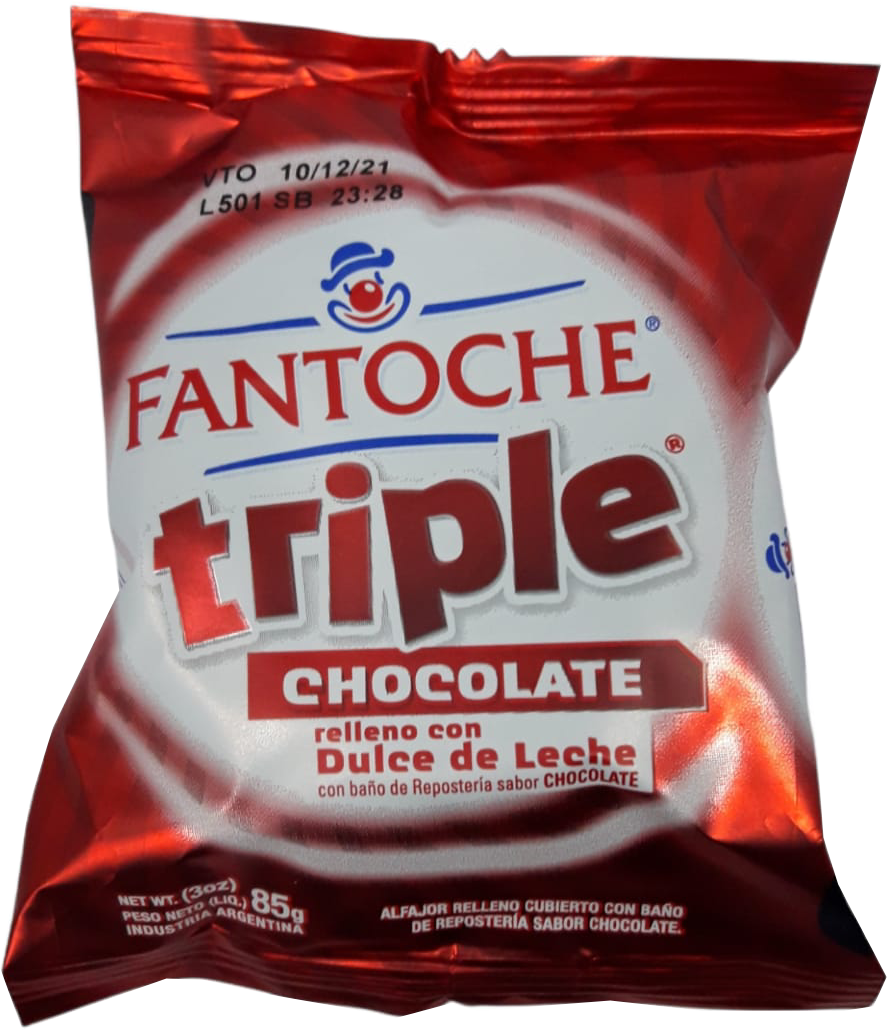 VTO 10/12/21
L501 SB 23:28
FANTOCHE®
triple®
CHOCOLATE
relleno con
Dulce de Leche
con baño de Repostería sabor CHOCOLATE
NET WT. (3oz)
PESO NETO (LIQ.) 85g
INDUSTRIA ARGENTINA
ALFAJOR RELLENO CUBIERTO CON BAÑO
DE REPOSTERÍA SABOR CHOCOLATE.